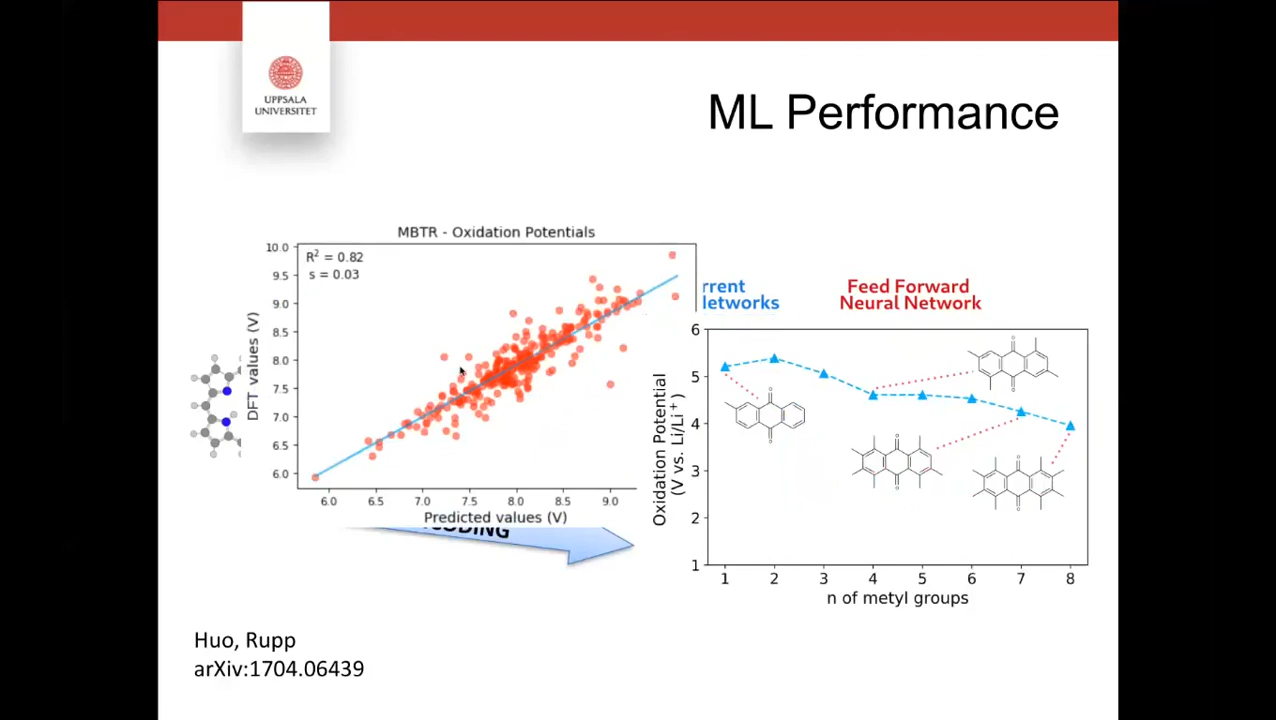 UPPSALA
UNIVERSITET
ML Performance
MBTR - Oxidation Potentials
R² = 0.82
s = 0.03
10.0
9.5
9.0
8.5
8.0
7.5
7.0
6.5
6.0
DFT values (V)
6.0 6.5 7.0 7.5 8.0 8.5 9.0
Predicted values (V)
Feed Forward
Neural Network
6
5
4
3
2
1
Oxidation Potential
(V vs. Li/Li⁺)
1 2 3 4 5 6 7 8
n of metyl groups
Huo, Rupp
arXiv:1704.06439